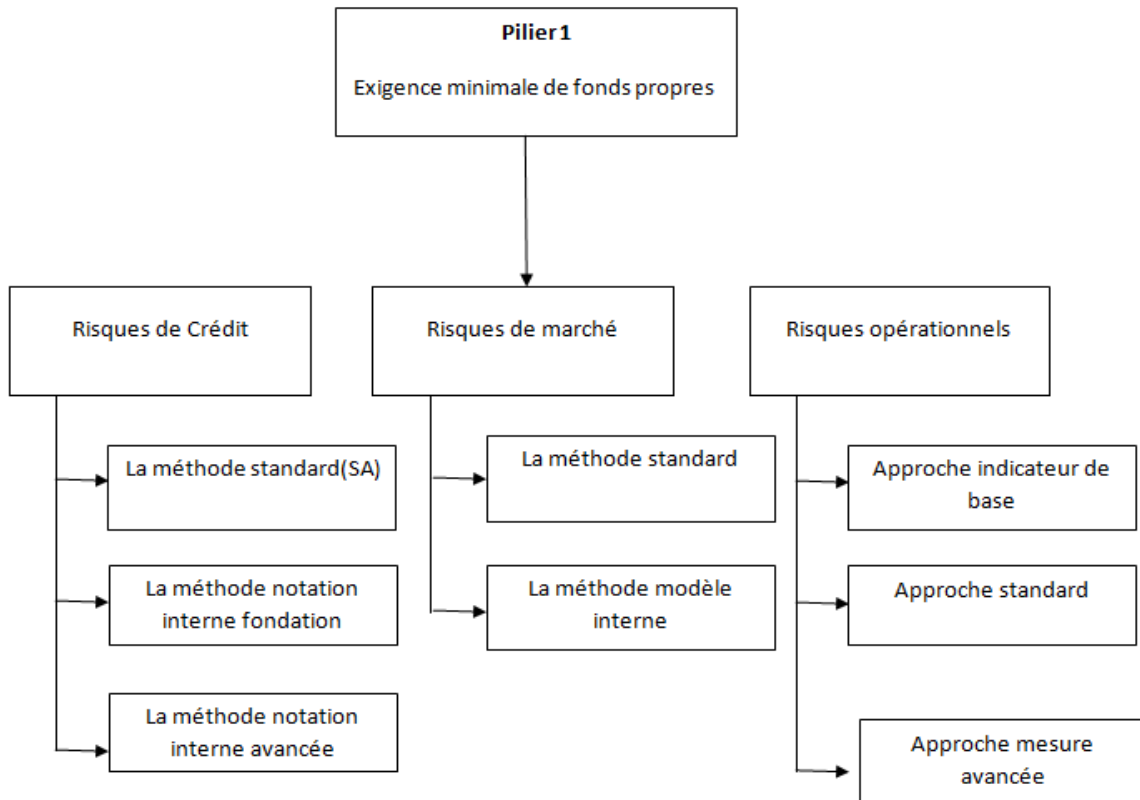 Pilier1
Exigence minimale de fonds propres
Risques de Crédit
Risques de marché
Risques opérationnels
La méthode standard(SA)
La méthode notation
interne fondation
La méthode notation
interne avancée
La méthode standard
La méthode modèle
interne
Approche indicateur de
base
Approche standard
Approche mesure
avancée